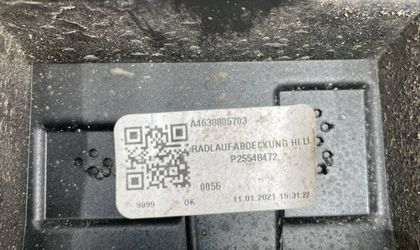 A4638805703
RADLAUFABDECKUNG HI LI
P25548472
0056
9999 OK 11.01.2021 15:31:22